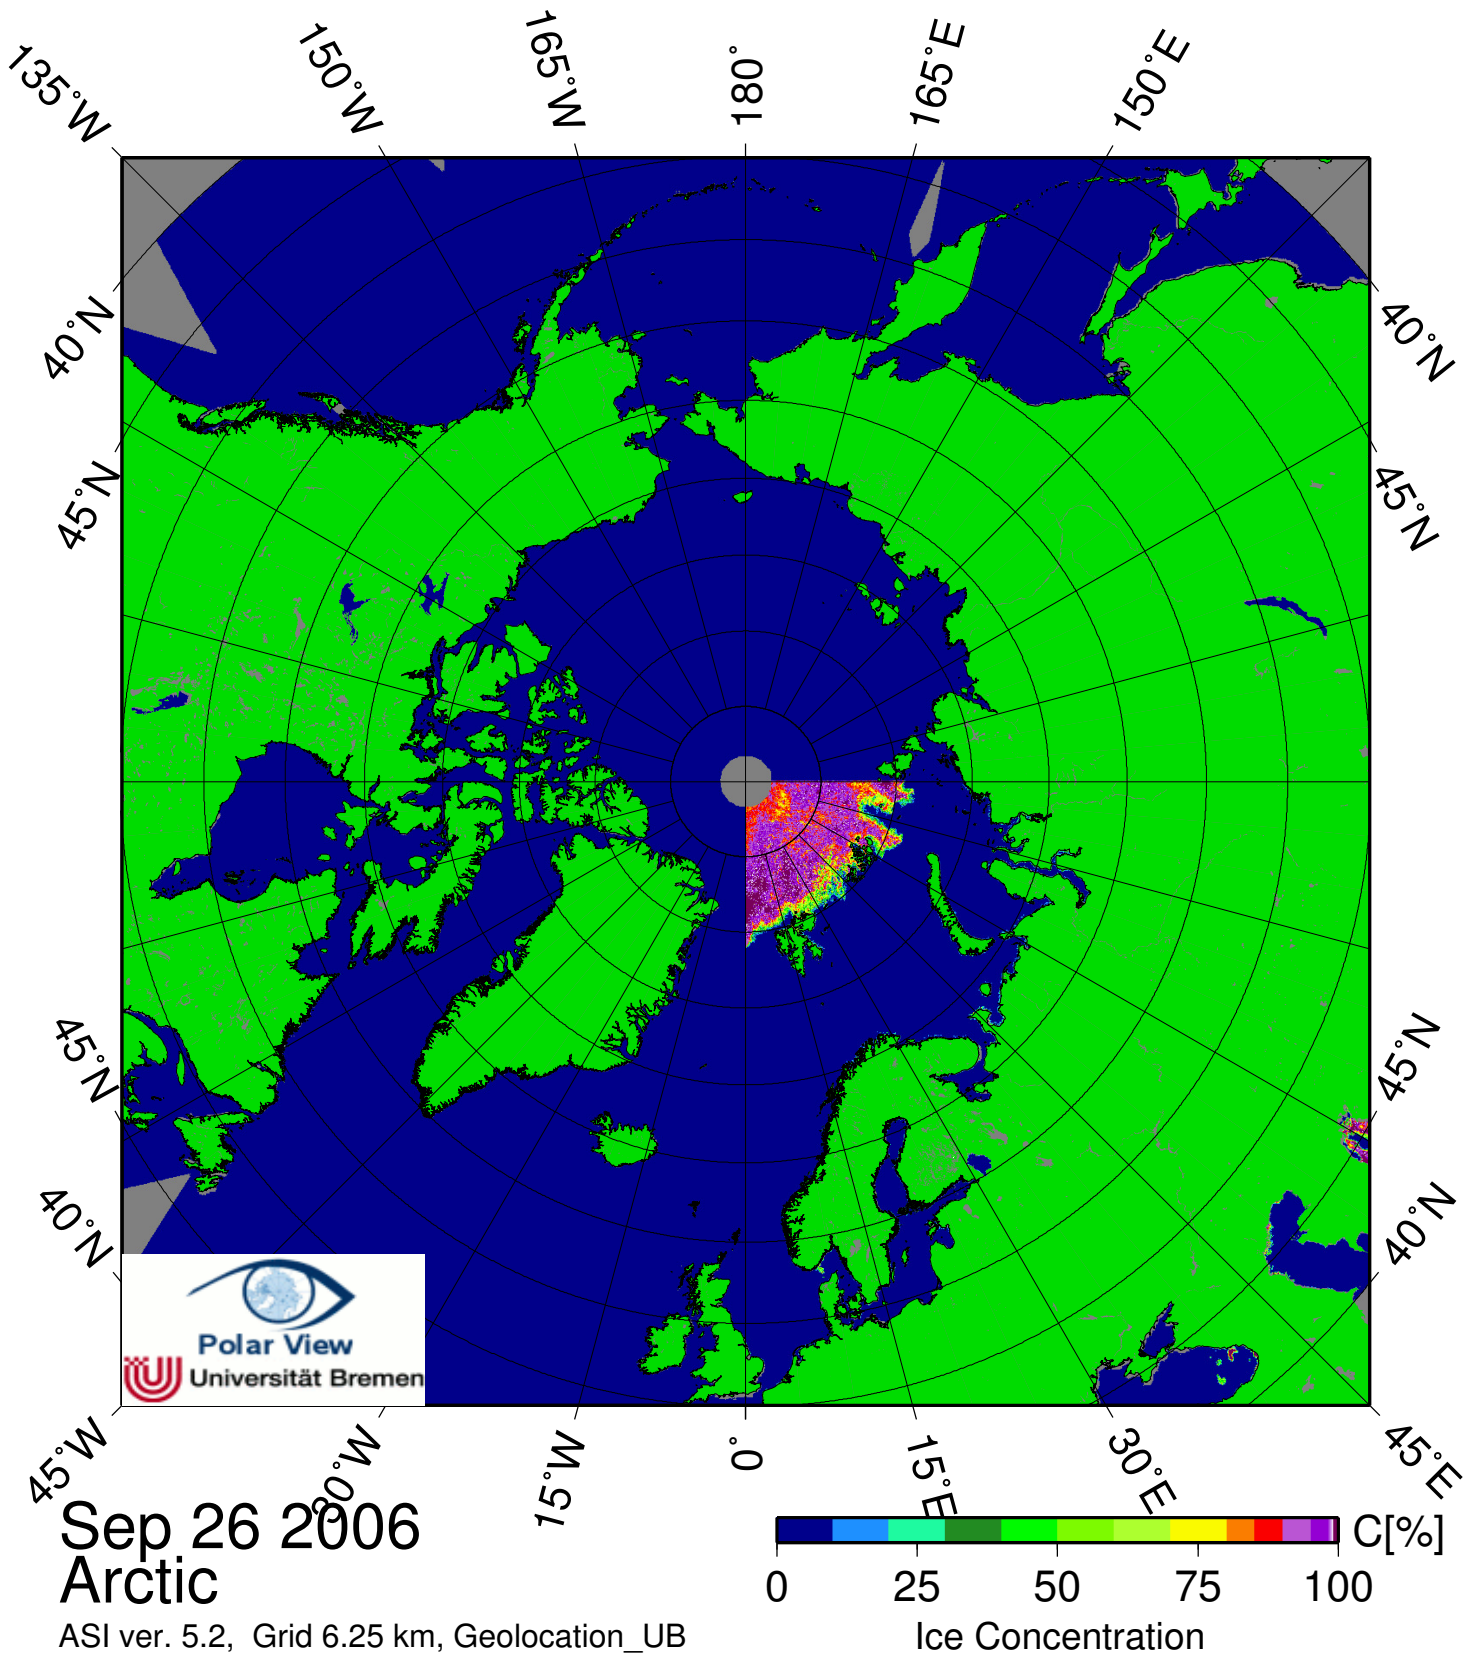 135°W
150°W
165°W
180°
165°E
150°E
40°N
40°N
45°N
45°N
45°N
45°N
40°N
40°N
Polar View
Universität Bremen
45°W
30°W
15°W
0°
15°E
30°E
45°E
Sep 26 2006
Arctic
ASI ver. 5.2, Grid 6.25 km, Geolocation_UB
C[%]
0 25 50 75 100
Ice Concentration